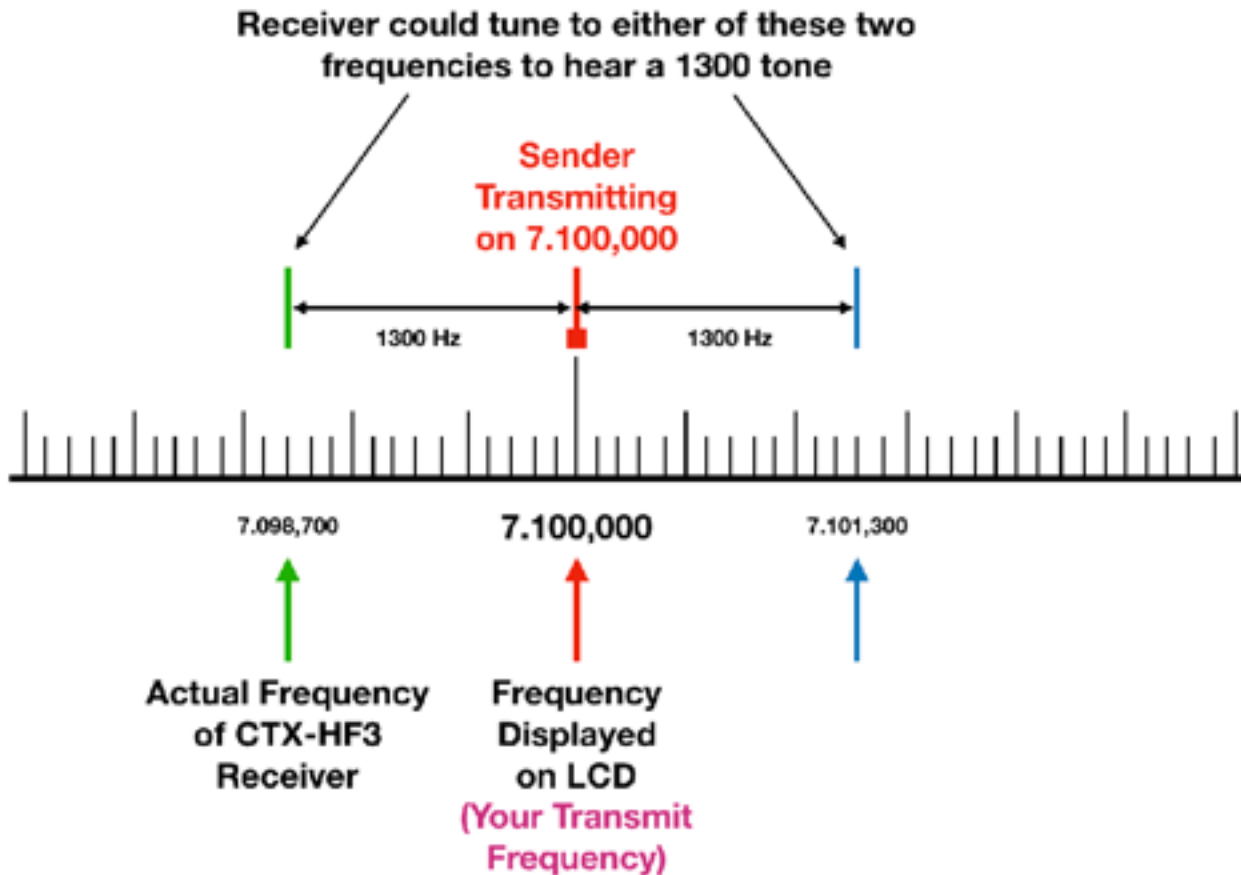 Receiver could tune to either of these two
frequencies to hear a 1300 tone
Sender
Transmitting
on 7.100,000
1300 Hz
1300 Hz
7.098,700
7.100,000
7.101,300
Actual Frequency
of CTX-HF3
Receiver
Frequency
Displayed
on LCD
(Your Transmit
Frequency)